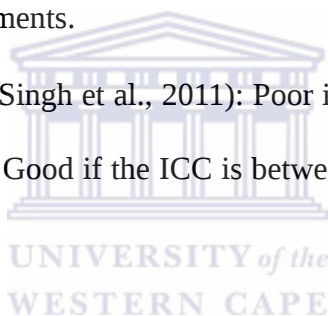 ments.
Singh et al., 2011): Poor i
Good if the ICC is betwe
UNIVERSITY of the
WESTERN CAPE